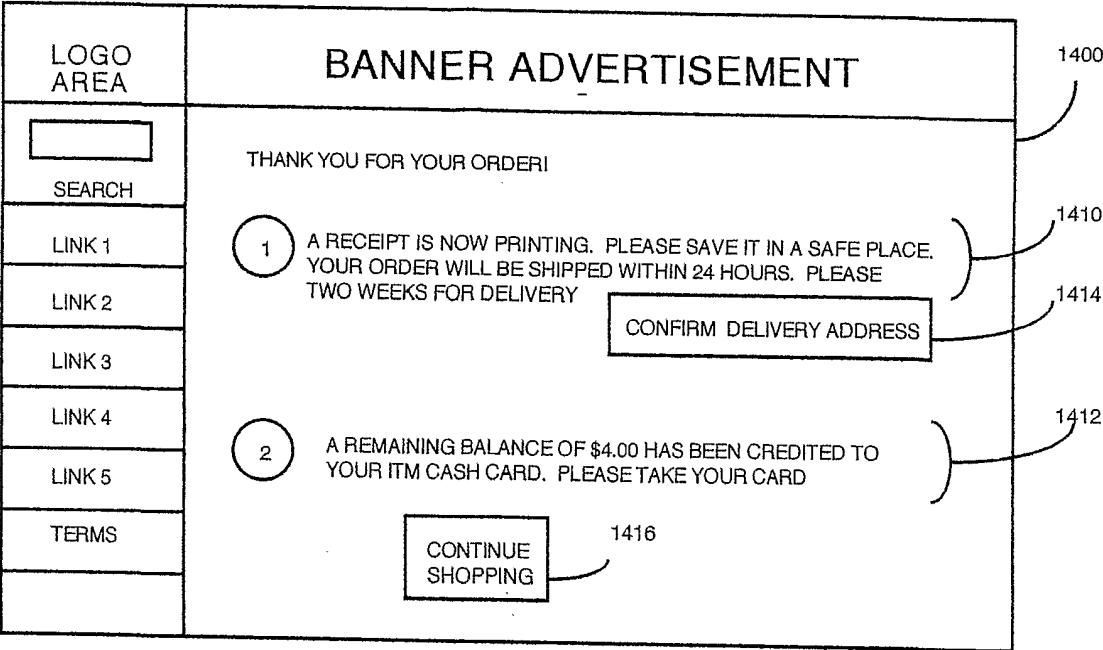 LOGO
AREA
BANNER ADVERTISEMENT
1400
SEARCH
LINK 1
LINK 2
LINK 3
LINK 4
LINK 5
TERMS
THANK YOU FOR YOUR ORDER!
1
A RECEIPT IS NOW PRINTING. PLEASE SAVE IT IN A SAFE PLACE.
YOUR ORDER WILL BE SHIPPED WITHIN 24 HOURS. PLEASE
TWO WEEKS FOR DELIVERY
1410
CONFIRM DELIVERY ADDRESS
1414
2
A REMAINING BALANCE OF $4.00 HAS BEEN CREDITED TO
YOUR ITM CASH CARD. PLEASE TAKE YOUR CARD
1412
CONTINUE
SHOPPING
1416